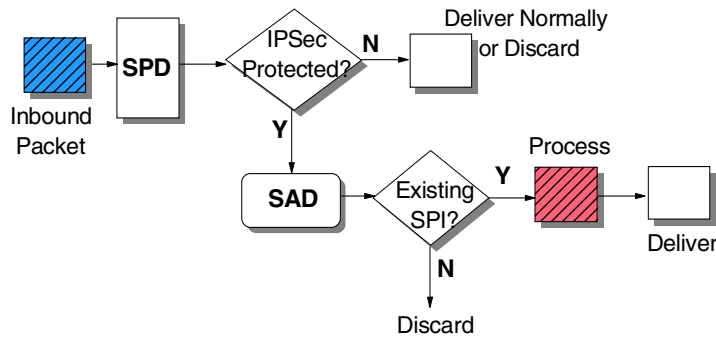 Inbound
Packet
SPD
IPSec
Protected?
N
Deliver Normally
or Discard
Y
SAD
Existing
SPI?
Y
Process
Deliver
N
Discard